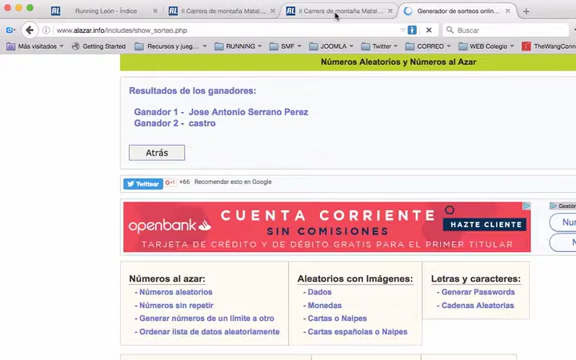 Running León - Índice
II Carrera de montaña Matal...
II Carrera de montaña Matal...
Generador de sorteos onlin...
www.alazar.info/includes/show_sorteo.php
Buscar
Más visitados
Getting Started
Recursos y jueg...
RUNNING
SMF
JOOMLA
Twitter
CORREO
WEB Colegio
TheWangConn
Números Aleatorios y Números al Azar
Resultados de los ganadores:
Ganador 1 - Jose Antonio Serrano Perez
Ganador 2 - castro
Atrás
Twittear
G+1
+66 Recomendar esto en Google
openbank
CUENTA CORRIENTE
SIN COMISIONES
HAZTE CLIENTE
TARJETA DE CRÉDITO Y DE DÉBITO GRATIS PARA EL PRIMER TITULAR
Números al azar:
- Números aleatorios
- Números sin repetir
- Generar números de un límite a otro
- Ordenar lista de datos aleatoriamente
Aleatorios con Imágenes:
- Dados
- Monedas
- Cartas o Naipes
- Cartas españolas o Naipes
Letras y caracteres:
- Generar Passwords
- Cadenas Aleatorias